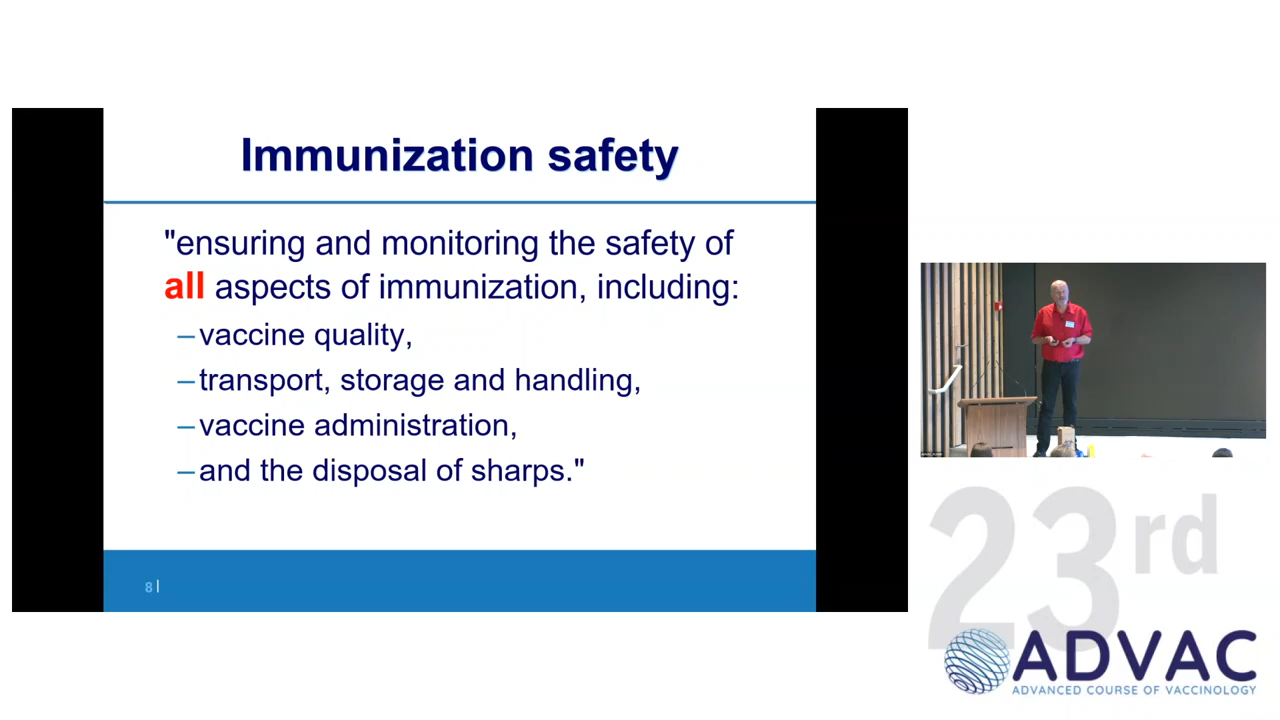 Immunization safety
"ensuring and monitoring the safety of
all aspects of immunization, including:
–vaccine quality,
–transport, storage and handling,
–vaccine administration,
–and the disposal of sharps."
8|
23rd
ADVAC
ADVANCED COURSE OF VACCINOLOGY